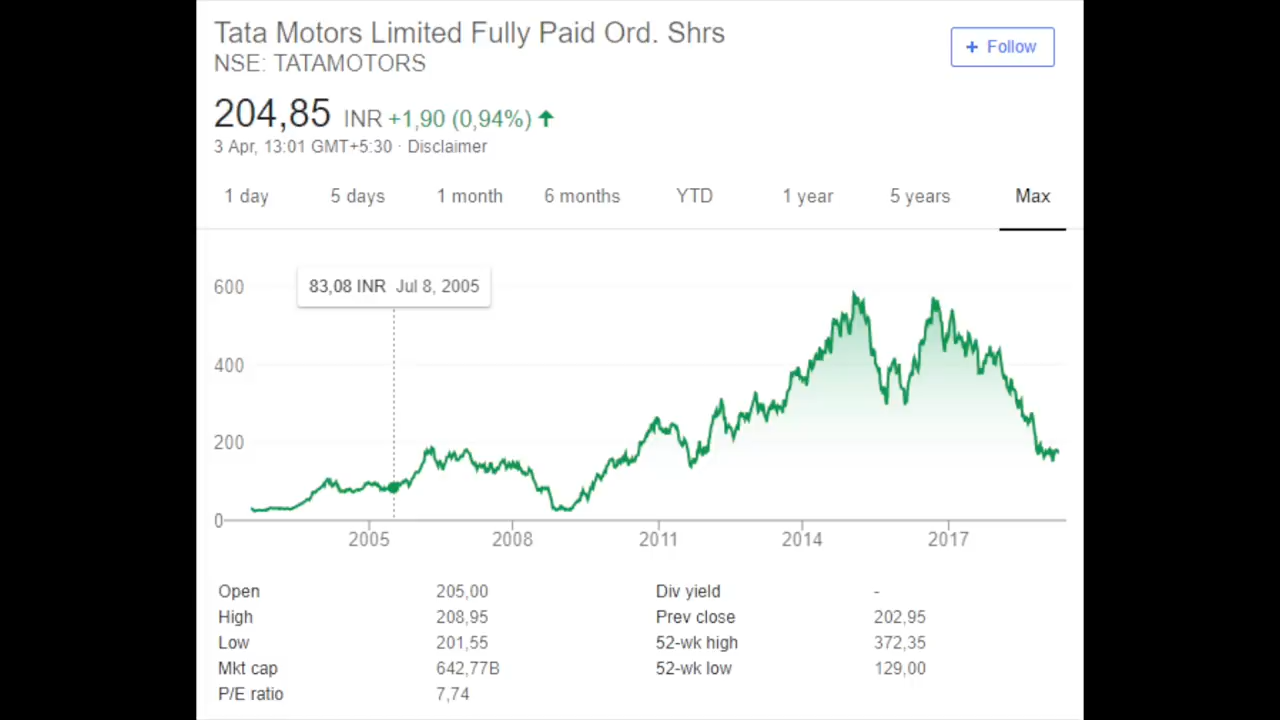 Tata Motors Limited Fully Paid Ord. Shrs
NSE: TATAMOTORS
+ Follow
204,85 INR +1,90 (0,94%)
3 Apr, 13:01 GMT+5:30 · Disclaimer
1 day 5 days 1 month 6 months YTD 1 year 5 years Max
83,08 INR Jul 8, 2005
600
400
200
0
2005 2008 2011 2014 2017
Open 205,00 Div yield -
High 208,95 Prev close 202,95
Low 201,55 52-wk high 372,35
Mkt cap 642,77B 52-wk low 129,00
P/E ratio 7,74